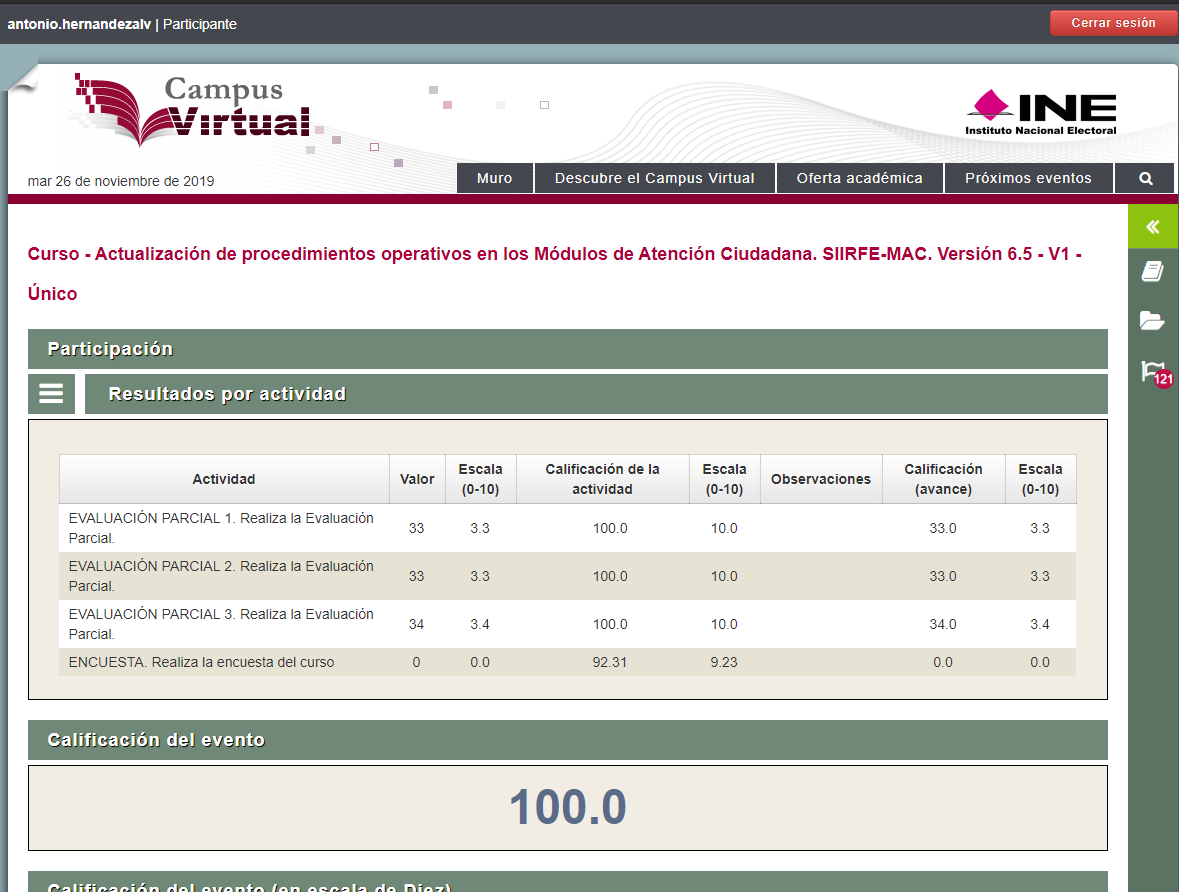 antonio.hernandezalv | Participante
Cerrar sesión
Campus
Virtual
INE
Instituto Nacional Electoral
mar 26 de noviembre de 2019
Muro
Descubre el Campus Virtual
Oferta académica
Próximos eventos
Curso - Actualización de procedimientos operativos en los Módulos de Atención Ciudadana. SIIRFE-MAC. Versión 6.5 - V1 -
Único
121
Participación
Resultados por actividad
Actividad Valor Escala (0-10) Calificación de la actividad Escala (0-10) Observaciones Calificación (avance) Escala (0-10)
EVALUACIÓN PARCIAL 1. Realiza la Evaluación
Parcial.
33 3.3 100.0 10.0 33.0 3.3
EVALUACIÓN PARCIAL 2. Realiza la Evaluación
Parcial.
33 3.3 100.0 10.0 33.0 3.3
EVALUACIÓN PARCIAL 3. Realiza la Evaluación
Parcial.
34 3.4 100.0 10.0 34.0 3.4
ENCUESTA. Realiza la encuesta del curso 0 0.0 92.31 9.23 0.0 0.0
Calificación del evento
100.0
Calificación del evento (en escala de Diez)